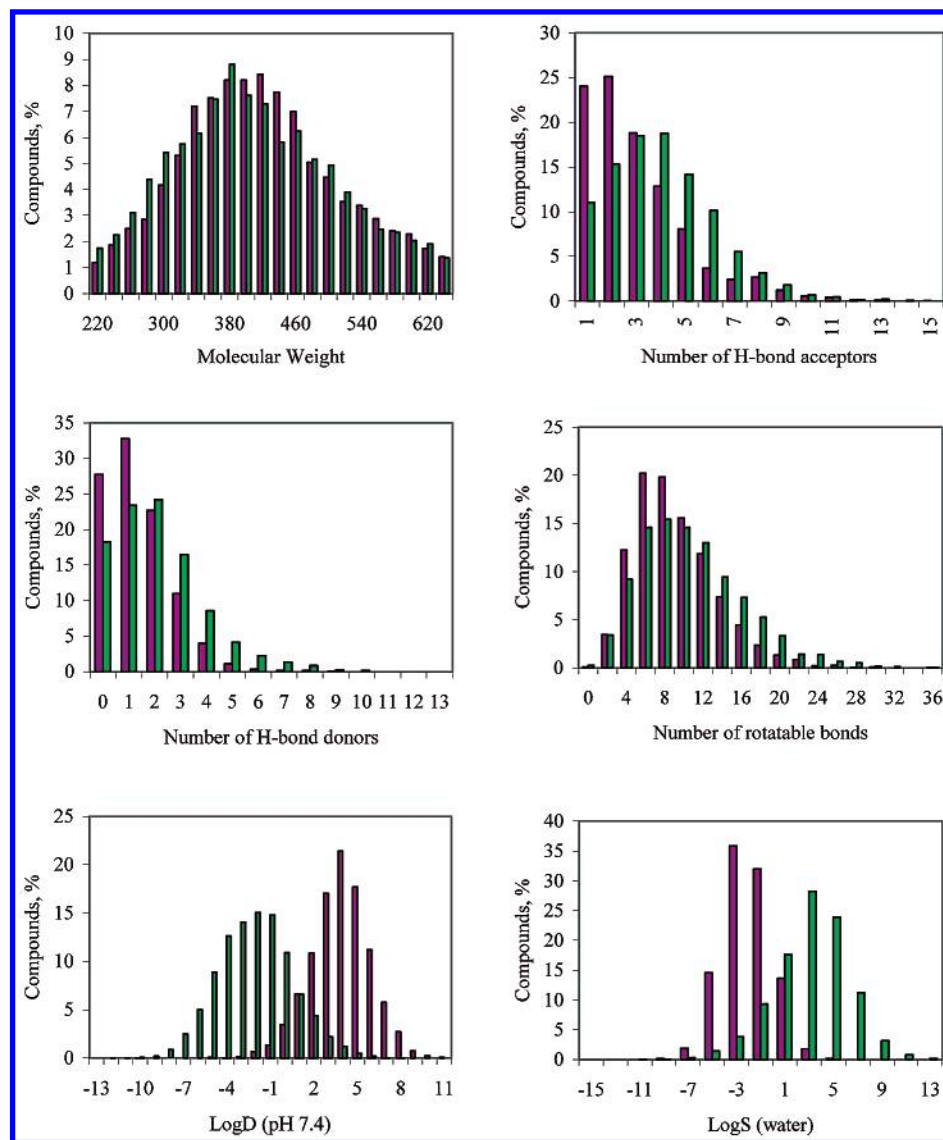 Compounds, %
10
9
8
7
6
5
4
3
2
1
0
220 300 380 460 540 620
Molecular Weight
Compounds, %
30
25
20
15
10
5
0
1 3 5 7 9 11 13 15
Number of H-bond acceptors
Compounds, %
35
30
25
20
15
10
5
0
0 1 2 3 4 5 6 7 8 9 10 11 12 13
Number of H-bond donors
Compounds, %
25
20
15
10
5
0
0 4 8 12 16 20 24 28 32 36
Number of rotatable bonds
Compounds, %
25
20
15
10
5
0
-13 -10 -7 -4 -1 2 5 8 11
LogD (pH 7.4)
Compounds, %
40
35
30
25
20
15
10
5
0
-15 -11 -7 -3 1 5 9 13
LogS (water)